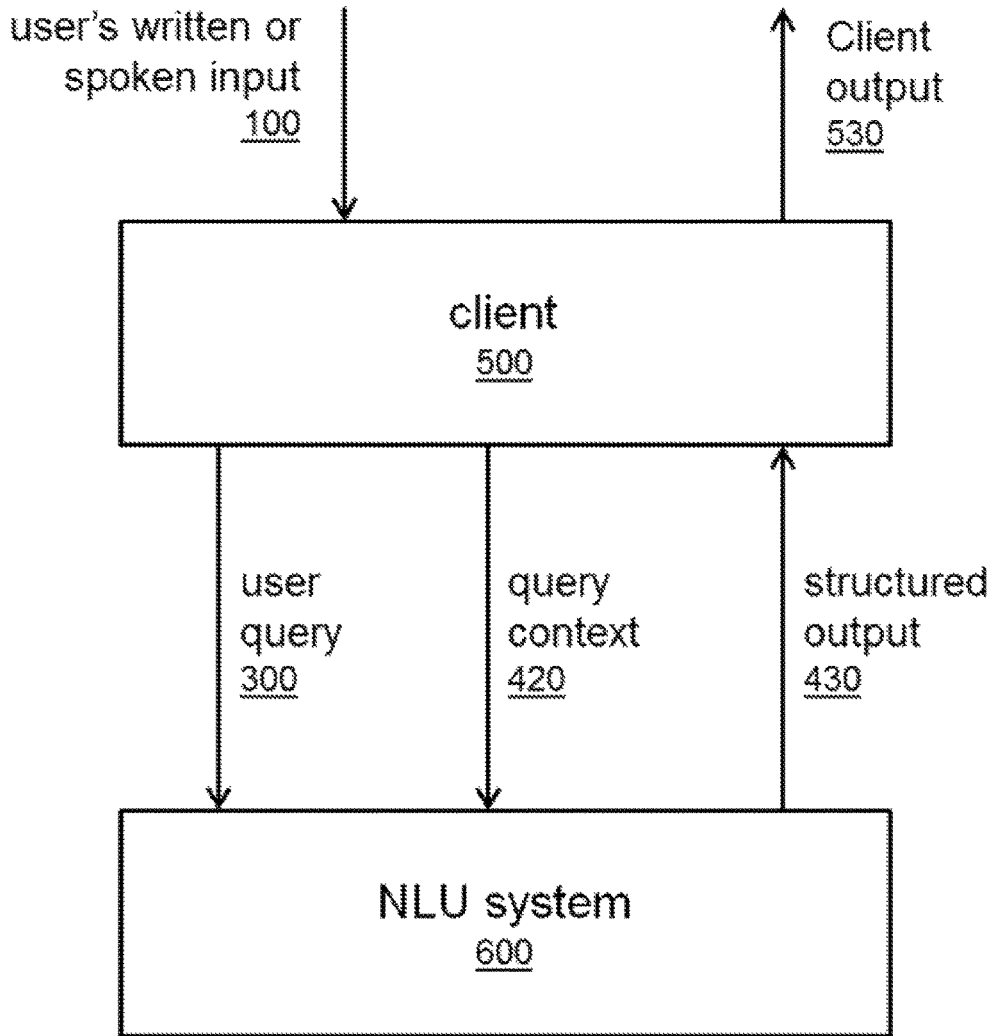 user's written or
spoken input
100
Client
output
530
client
500
user
query
300
query
context
420
structured
output
430
NLU system
600